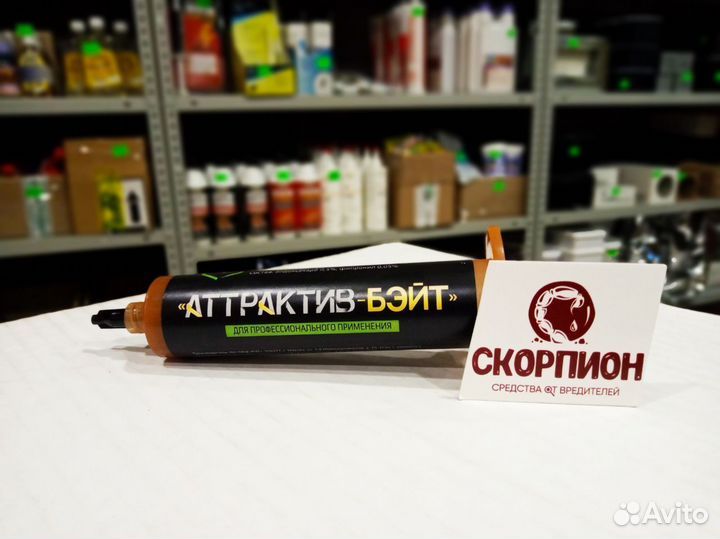 «АТТРАКТИВ-БЭЙТ»
ДЛЯ ПРОФЕССИОНАЛЬНОГО ПРИМЕНЕНИЯ
СКОРПИОН
СРЕДСТВА ОТ ВРЕДИТЕЛЕЙ
Avito